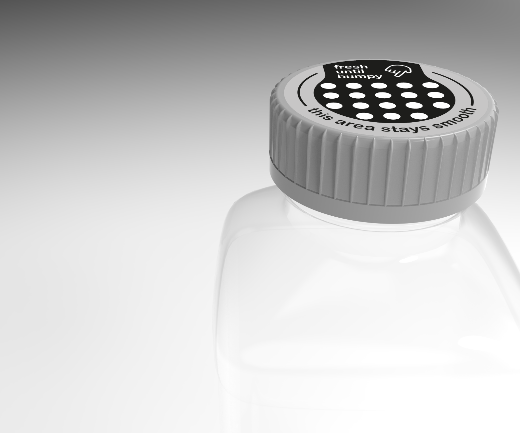 fresh
until
bumpy
this area stays smooth